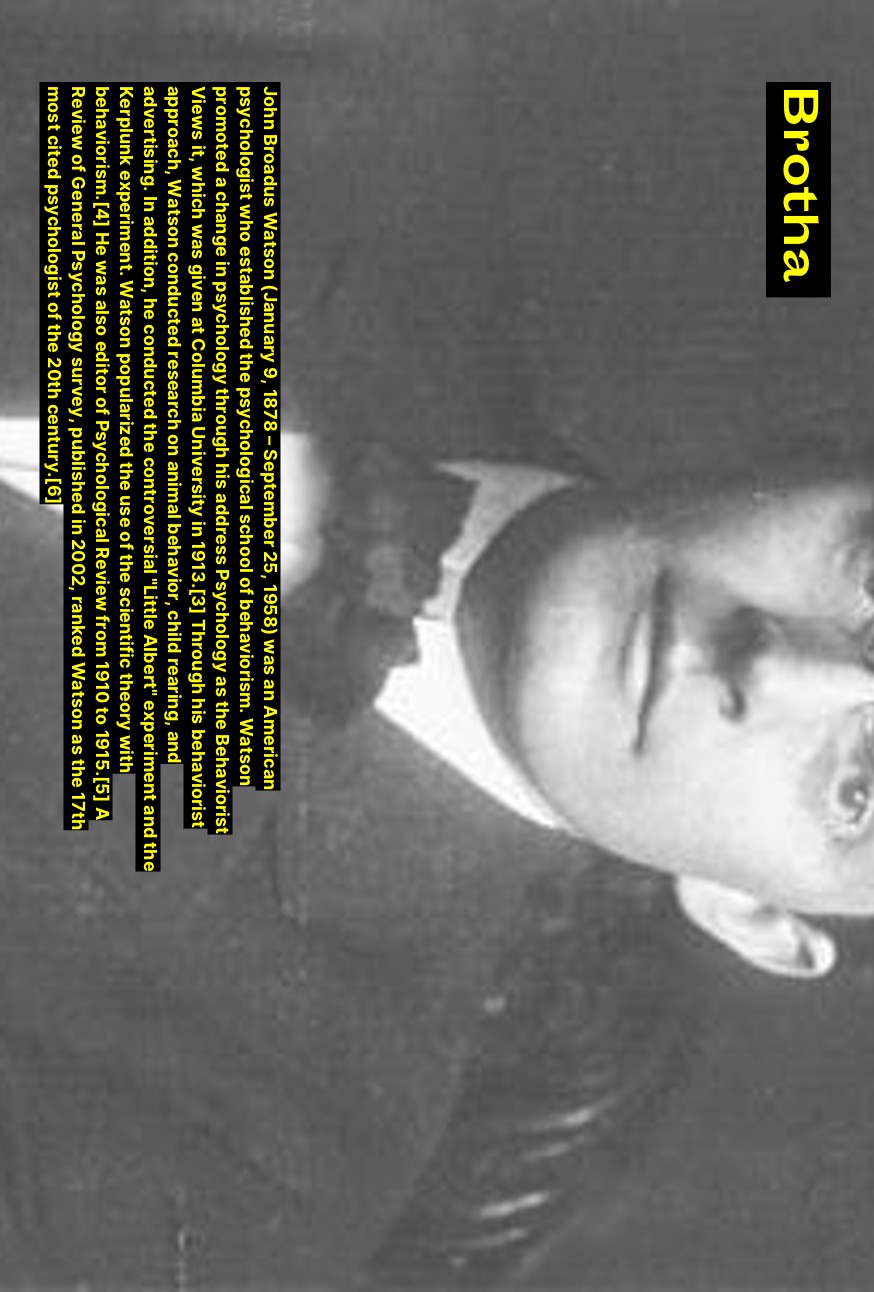 Brotha
John Broadus Watson (January 9, 1878 – September 25, 1958) was an American
psychologist who established the psychological school of behaviorism. Watson
promoted a change in psychology through his address Psychology as the Behaviorist
Views it, which was given at Columbia University in 1913.[3] Through his behaviorist
approach, Watson conducted research on animal behavior, child rearing, and
advertising. In addition, he conducted the controversial "Little Albert" experiment and the
Kerplunk experiment. Watson popularized the use of the scientific theory with
behaviorism.[4] He was also editor of Psychological Review from 1910 to 1915.[5] A
Review of General Psychology survey, published in 2002, ranked Watson as the 17th
most cited psychologist of the 20th century.[6]